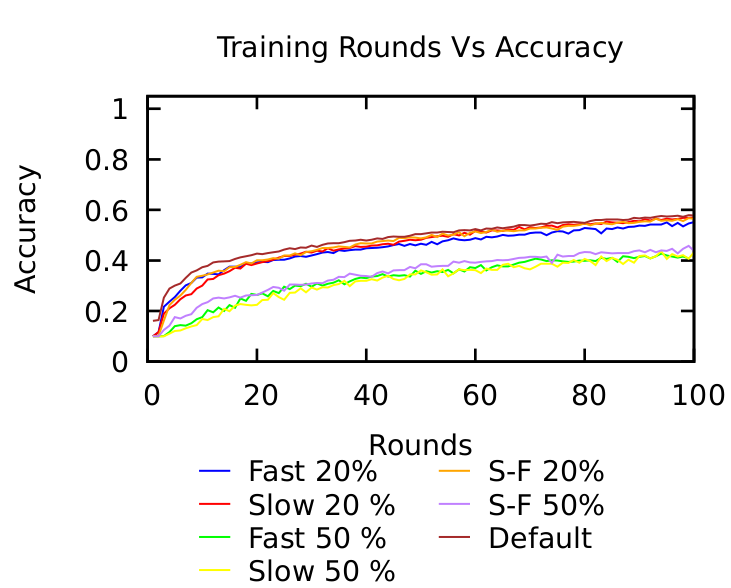 Training Rounds Vs Accuracy
Accuracy
1
0.8
0.6
0.4
0.2
0
0 20 40 60 80 100
Rounds
Fast 20%
Slow 20 %
Fast 50 %
Slow 50 %
S-F 20%
S-F 50%
Default